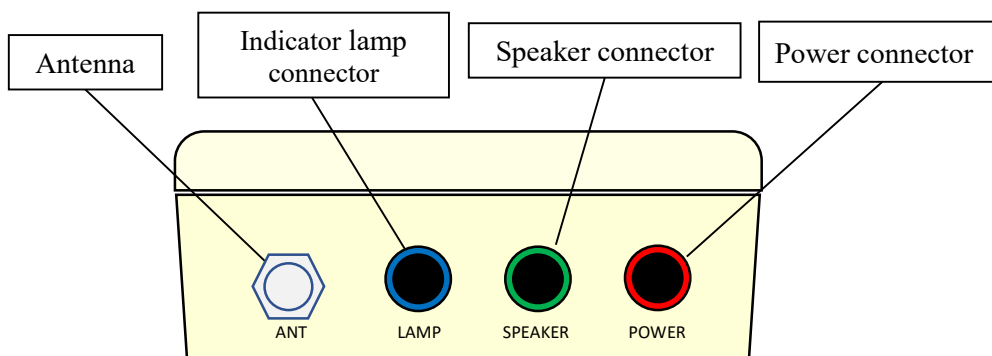 Antenna
Indicator lamp
connector
Speaker connector
Power connector
ANT
LAMP
SPEAKER
POWER